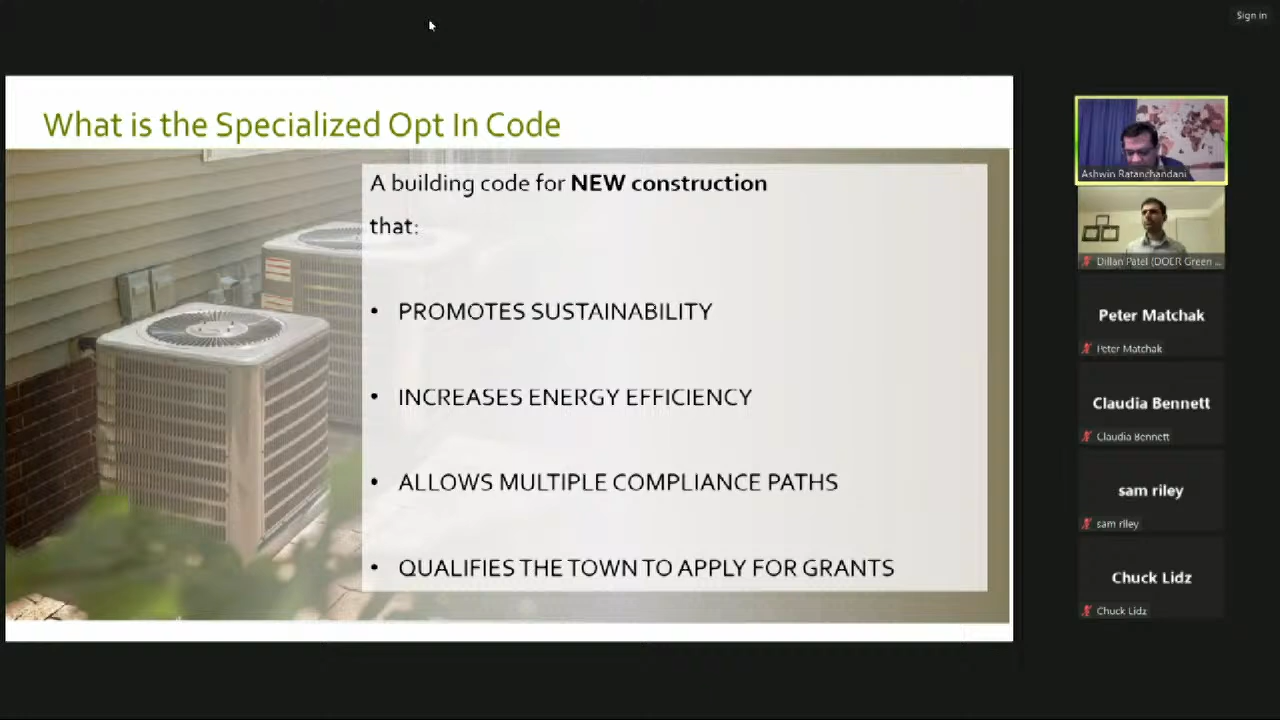 Sign in
What is the Specialized Opt In Code
A building code for NEW construction
that:
• PROMOTES SUSTAINABILITY
• INCREASES ENERGY EFFICIENCY
• ALLOWS MULTIPLE COMPLIANCE PATHS
• QUALIFIES THE TOWN TO APPLY FOR GRANTS
Ashwin Ratanchandani
Dillan Patel (DOER Green ...
Peter Matchak
Peter Matchak
Claudia Bennett
Claudia Bennett
sam riley
sam riley
Chuck Lidz
Chuck Lidz